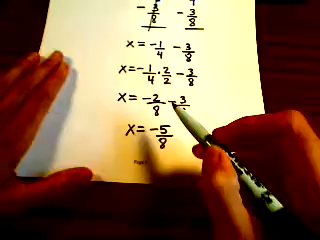 - 3/8 - 3/8
x = -1/4 - 3/8
x = -1/4 · 2/2 - 3/8
x = -2/8 - 3/
x = -5/8